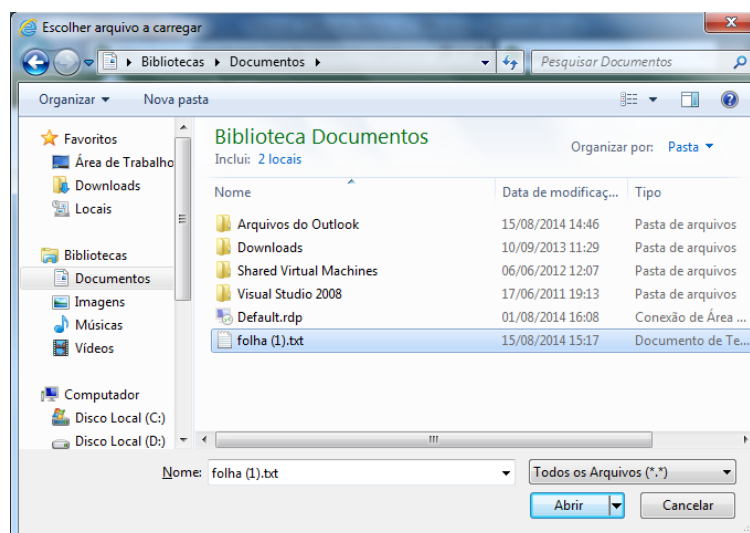 Escolher arquivo a carregar
Bibliotecas Documentos
Pesquisar Documentos
Organizar Nova pasta
Favoritos
Área de Trabalho
Downloads
Locais
Bibliotecas
Documentos
Imagens
Músicas
Vídeos
Computador
Disco Local (C:)
Disco Local (D:)
Biblioteca Documentos
Inclui: 2 locais
Organizar por: Pasta
Nome Data de modificaç... Tipo
Arquivos do Outlook 15/08/2014 14:46 Pasta de arquivos
Downloads 10/09/2013 11:29 Pasta de arquivos
Shared Virtual Machines 06/06/2012 12:07 Pasta de arquivos
Visual Studio 2008 17/06/2011 19:13 Pasta de arquivos
Default.rdp 01/08/2014 16:08 Conexão de Área ...
folha (1).txt 15/08/2014 15:17 Documento de Te...
Nome: folha (1).txt
Todos os Arquivos (*.*)
Abrir Cancelar